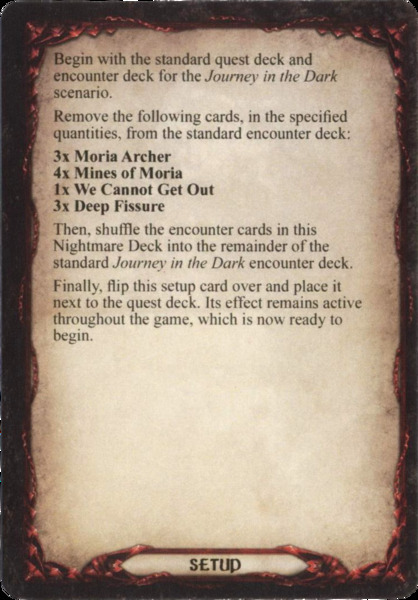 Begin with the standard quest deck and
encounter deck for the Journey in the Dark
scenario.
Remove the following cards, in the specified
quantities, from the standard encounter deck:
3x Moria Archer
4x Mines of Moria
1x We Cannot Get Out
3x Deep Fissure
Then, shuffle the encounter cards in this
Nightmare Deck into the remainder of the
standard Journey in the Dark encounter deck.
Finally, flip this setup card over and place it
next to the quest deck. Its effect remains active
throughout the game, which is now ready to
begin.
SETUP